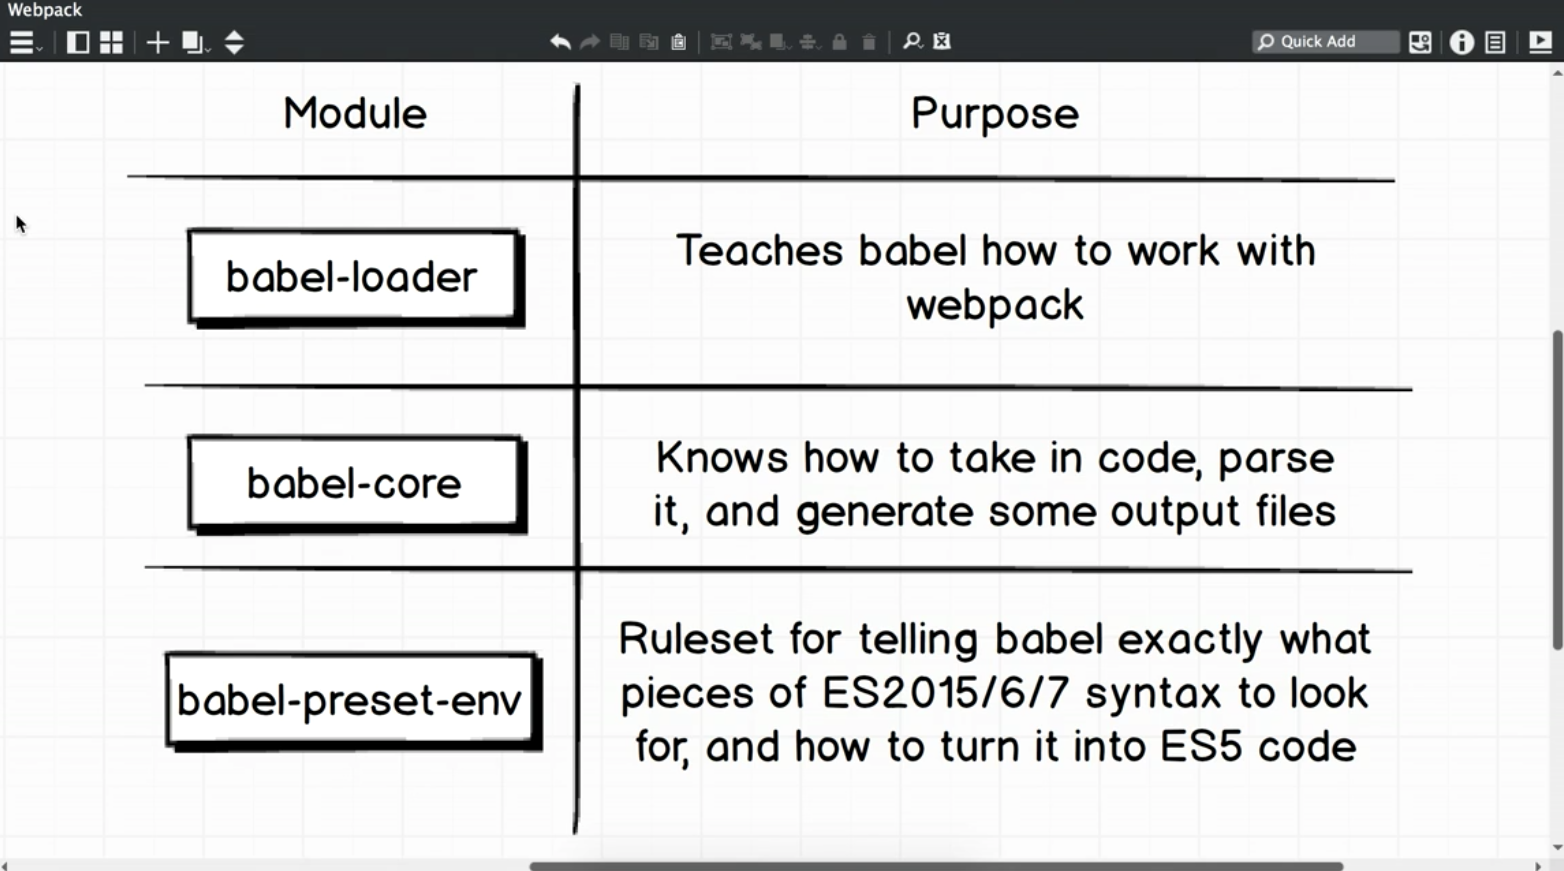 Webpack
Quick Add
Module
Purpose
babel-loader
Teaches babel how to work with
webpack
babel-core
Knows how to take in code, parse
it, and generate some output files
babel-preset-env
Ruleset for telling babel exactly what
pieces of ES2015/6/7 syntax to look
for, and how to turn it into ES5 code